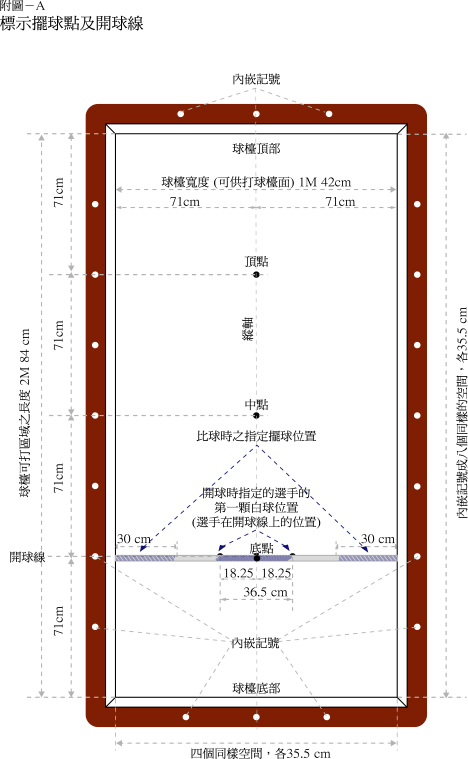 附圖－A
標示擺球點及開球線
內嵌記號
球檯頂部
球檯寬度 (可供打球檯面) 1M 42cm
71cm
71cm
71cm
頂點
71cm
縱軸
球檯可打區域之長度 2M 84 cm
內嵌記號成八個同樣的空間，各35.5 cm
中點
比球時之指定擺球位置
71cm
開球時指定的選手的
第一顆白球位置
(選手在開球線上的位置)
30 cm
30 cm
底點
開球線
18.25
18.25
36.5 cm
71cm
內嵌記號
球檯底部
四個同樣空間，各35.5 cm